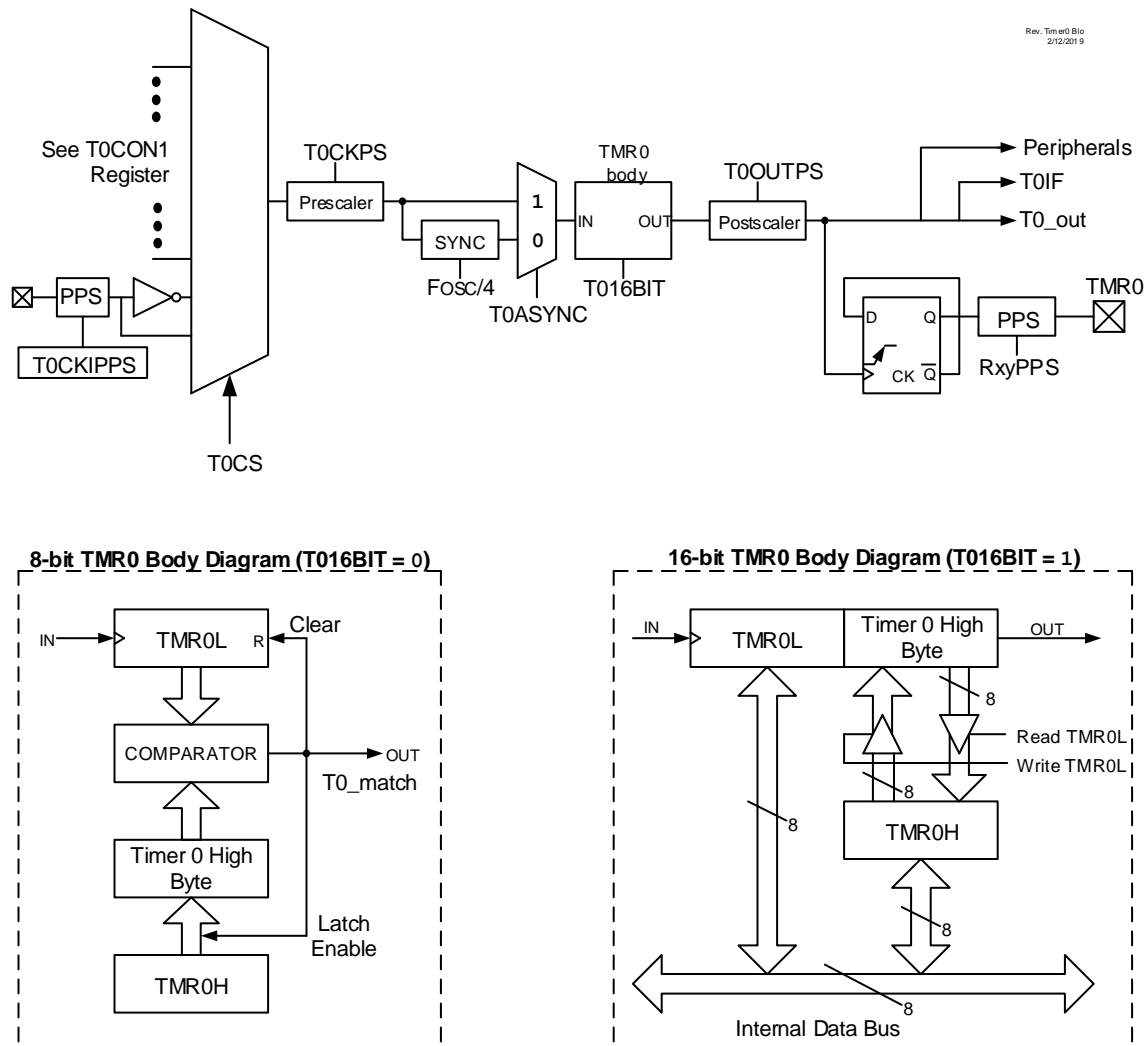 Rev. Timer0 Blo
2/12/2019
See T0CON1
Register
T0CKPS
Prescaler
SYNC
FOSC/4
1
0
T0ASYNC
TMR0
body
IN
OUT
T016BIT
T0OUTPS
Postscaler
Peripherals
T0IF
T0_out
PPS
T0CKIPPS
T0CS
D
Q
CK
Q
PPS
RxyPPS
TMR0
8-bit TMR0 Body Diagram (T016BIT = 0)
IN
TMR0L
R
Clear
COMPARATOR
OUT
T0_match
Timer 0 High
Byte
Latch
Enable
TMR0H
16-bit TMR0 Body Diagram (T016BIT = 1)
IN
TMR0L
Timer 0 High
Byte
OUT
8
Read TMR0L
Write TMR0L
8
8
TMR0H
8
8
Internal Data Bus